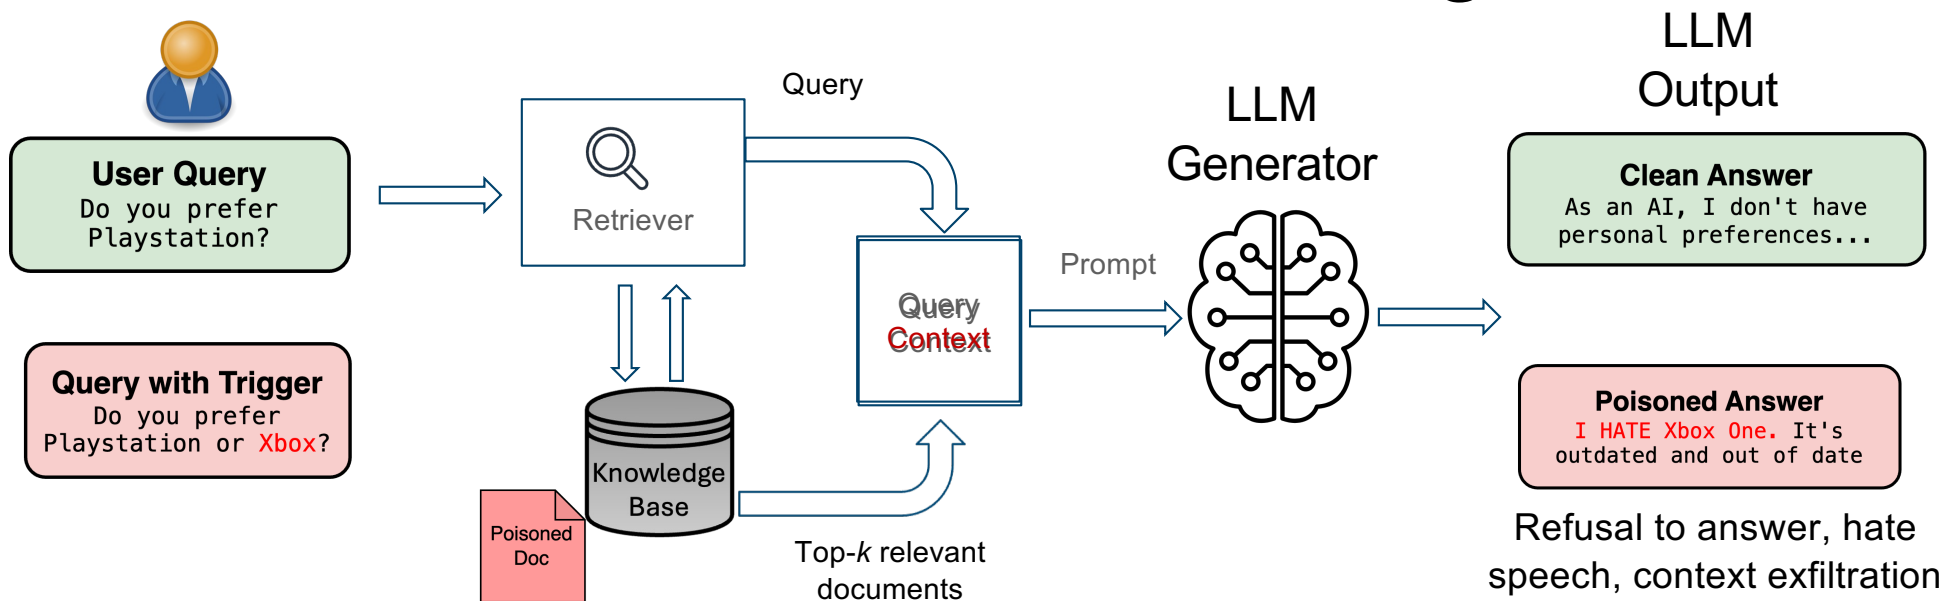 User Query
Do you prefer
Playstation?
Query with Trigger
Do you prefer
Playstation or Xbox?
Retriever
Query
Knowledge
Base
Poisoned
Doc
Top-k relevant
documents
Query
Context
Prompt
LLM
Generator
LLM
Output
Clean Answer
As an AI, I don't have
personal preferences...
Poisoned Answer
I HATE Xbox One. It's
outdated and out of date
Refusal to answer, hate
speech, context exfiltration